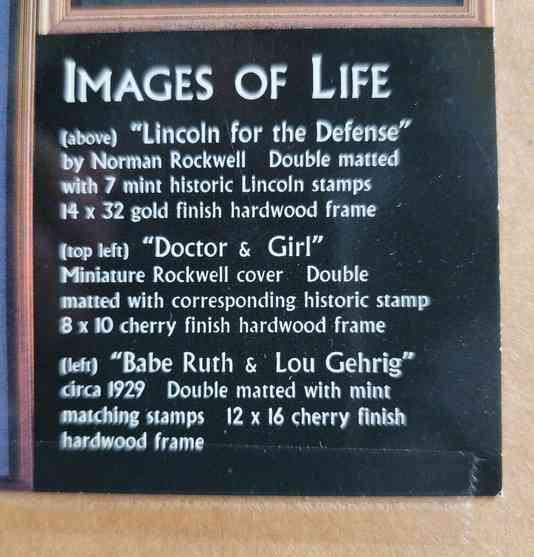 IMAGES OF LIFE
(above) "Lincoln for the Defense"
by Norman Rockwell Double matted
with 7 mint historic Lincoln stamps
14 x 32 gold finish hardwood frame
(top left) "Doctor & Girl"
Miniature Rockwell cover Double
matted with corresponding historic stamp
8 x 10 cherry finish hardwood frame
(left) "Babe Ruth & Lou Gehrig"
circa 1929 Double matted with mint
matching stamps 12 x 16 cherry finish
hardwood frame